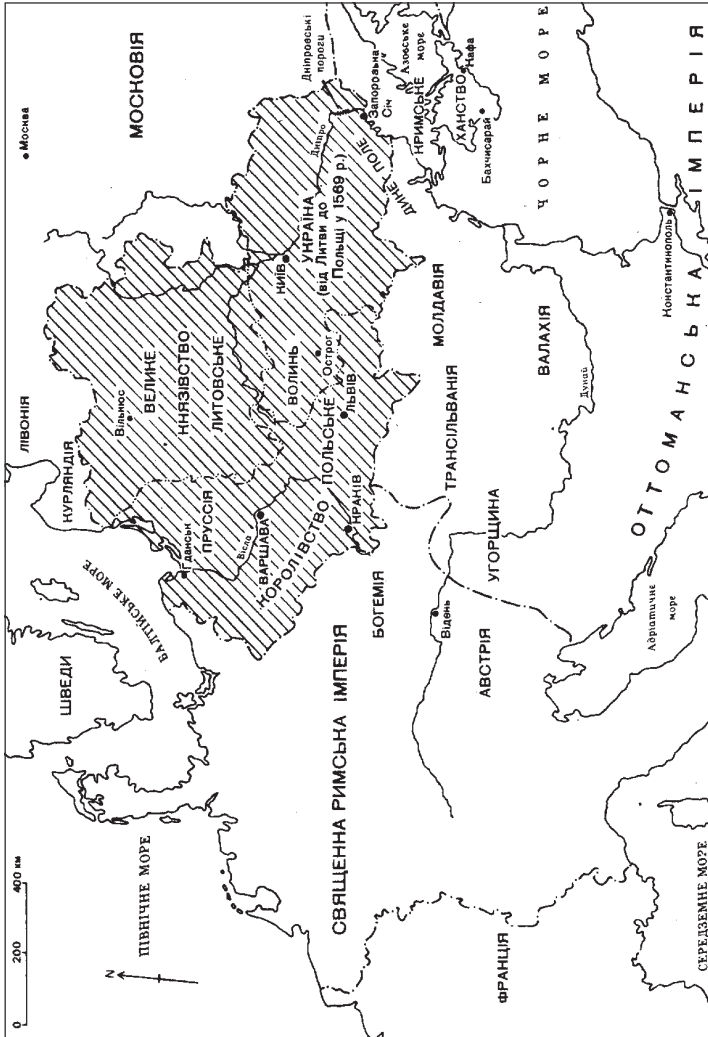 0 200 400 км
N
ПІВНІЧНЕ МОРЕ
ШВЕДИ
БАЛТІЙСЬКЕ МОРЕ
ЛІВОНІЯ
КУРЛЯНДІЯ
Москва
МОСКОВІЯ
Вільнюс
ВЕЛИКЕ
КНЯЗІВСТВО
ЛИТОВСЬКЕ
Гданськ
ПРУССІЯ
Вісла
ВАРШАВА
КОРОЛІВСТВО
ПОЛЬСЬКЕ
ВОЛИНЬ
Острог
ЛЬВІВ
КРАКІВ
КИЇВ
УКРАЇНА
(від Литви до
Польщі у 1569 р.)
Дніпро
Дніпровські
пороги
Запорозька
Січ
ДИКЕ ПОЛЕ
Азовське
море
КРИМСЬКЕ
ХАНСТВО
Кафа
Бахчисарай
СВЯЩЕННА РИМСЬКА ІМПЕРІЯ
БОГЕМІЯ
ФРАНЦІЯ
АВСТРІЯ
Відень
УГОРЩИНА
ТРАНСІЛЬВАНІЯ
МОЛДАВІЯ
ВАЛАХІЯ
Дунай
ЧОРНЕ МОРЕ
Константинополь
ОТТОМАНСЬКА ІМПЕРІЯ
Адріатичне
море
СЕРЕДЗЕМНЕ МОРЕ